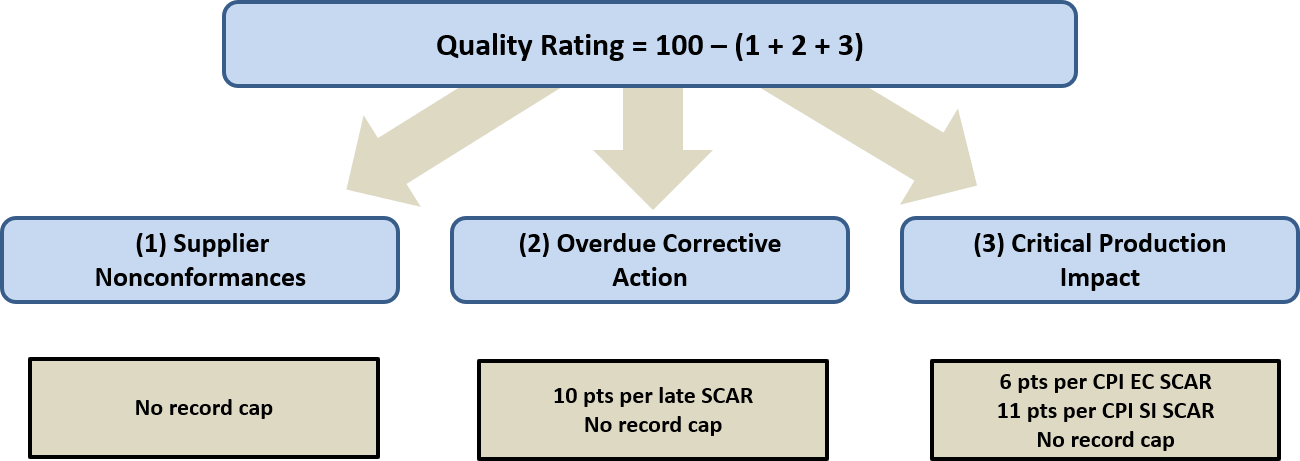 Quality Rating = 100 – (1 + 2 + 3)
(1) Supplier
Nonconformances
(2) Overdue Corrective
Action
(3) Critical Production
Impact
No record cap
10 pts per late SCAR
No record cap
6 pts per CPI EC SCAR
11 pts per CPI SI SCAR
No record cap